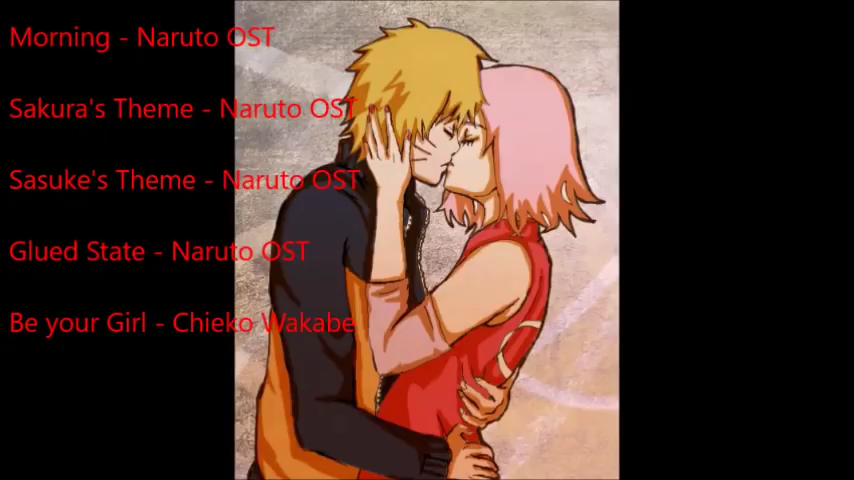 Morning - Naruto OST
Sakura's Theme - Naruto OST
Sasuke's Theme - Naruto OST
Glued State - Naruto OST
Be your Girl - Chieko Wakabe